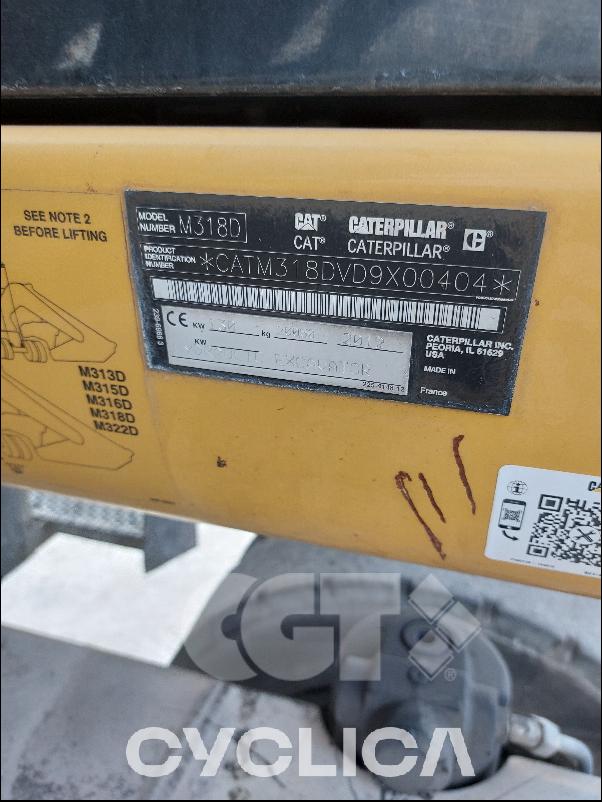 SEE NOTE 2
BEFORE LIFTING
M313D
M315D
M316D
M318D
M322D
MODEL
NUMBER
M318D
CAT®
CATERPILLAR®
C®
CAT®
CATERPILLAR®
PRODUCT
IDENTIFICATION
NUMBER
*CATM318DVD9X00404*
CE
KW
kg
KW
CATERPILLAR INC.
PEORIA, IL 61629
USA
MADE IN
France
CGT®
CYCLICA